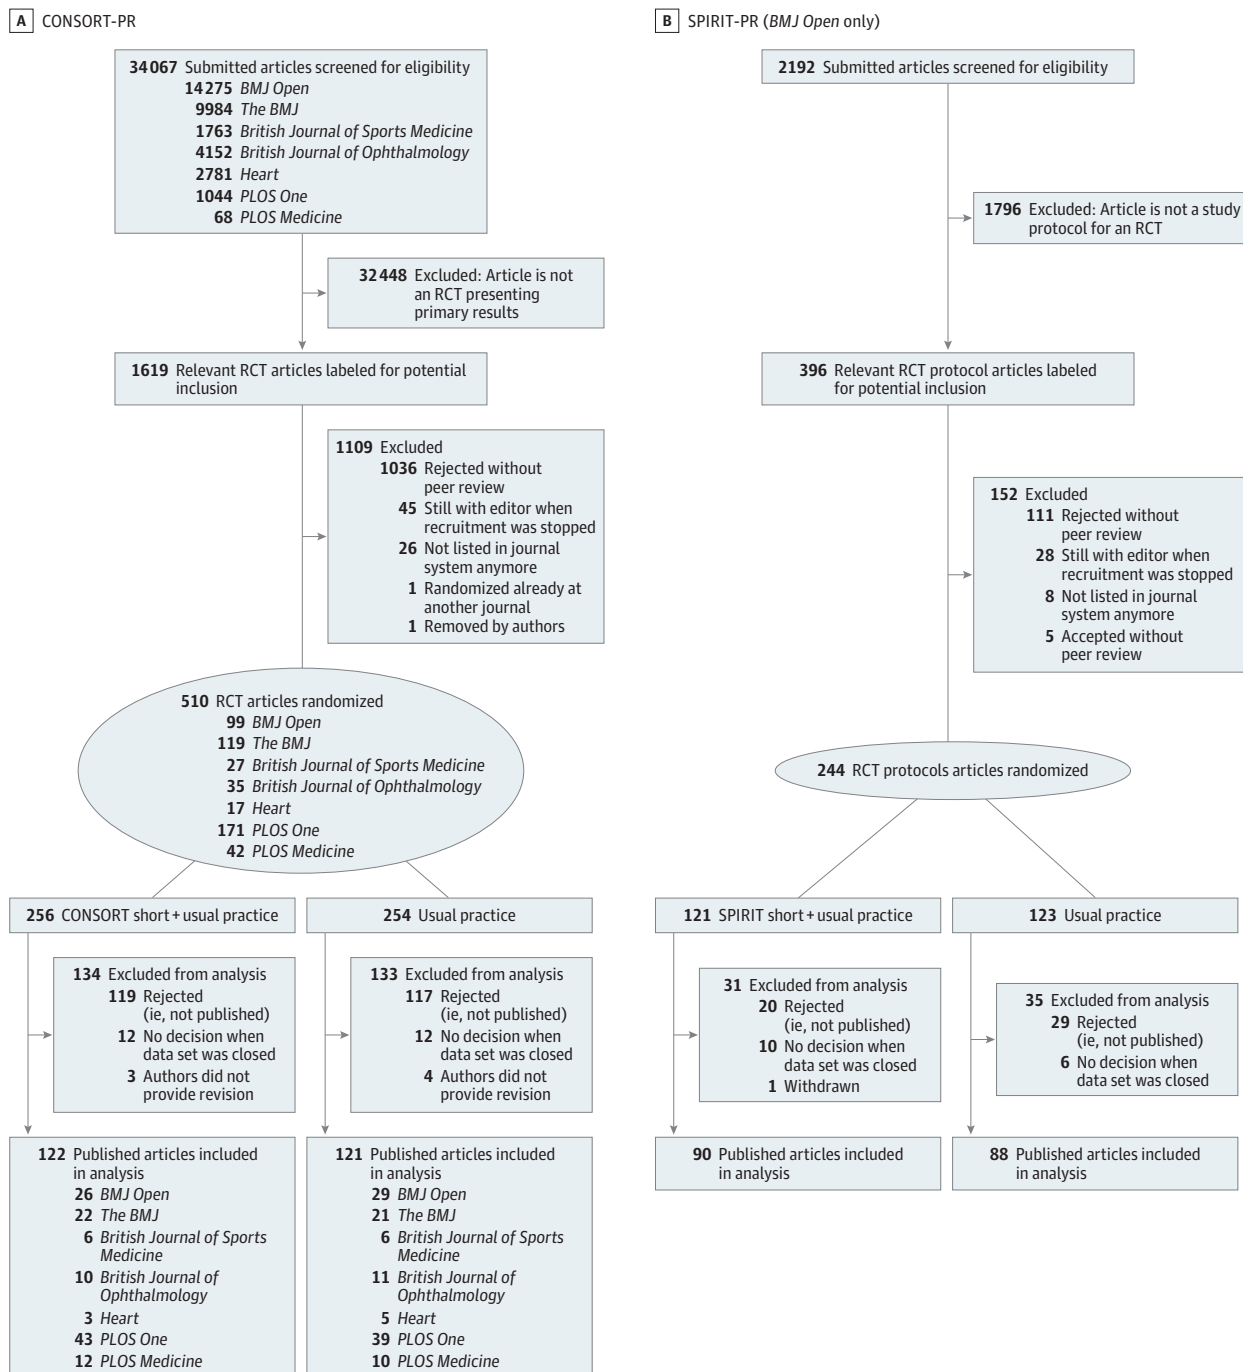 A CONSORT-PR
34 067 Submitted articles screened for eligibility
14 275 BMJ Open
9984 The BMJ
1763 British Journal of Sports Medicine
4152 British Journal of Ophthalmology
2781 Heart
1044 PLOS One
68 PLOS Medicine
32 448 Excluded: Article is not
an RCT presenting
primary results
1619 Relevant RCT articles labeled for potential
inclusion
1109 Excluded
1036 Rejected without
peer review
45 Still with editor when
recruitment was stopped
26 Not listed in journal
system anymore
1 Randomized already at
another journal
1 Removed by authors
510 RCT articles randomized
99 BMJ Open
119 The BMJ
27 British Journal of Sports Medicine
35 British Journal of Ophthalmology
17 Heart
171 PLOS One
42 PLOS Medicine
256 CONSORT short + usual practice
254 Usual practice
134 Excluded from analysis
119 Rejected
(ie, not published)
12 No decision when
data set was closed
3 Authors did not
provide revision
133 Excluded from analysis
117 Rejected
(ie, not published)
12 No decision when
data set was closed
4 Authors did not
provide revision
122 Published articles included
in analysis
26 BMJ Open
22 The BMJ
6 British Journal of Sports
Medicine
10 British Journal of
Ophthalmology
3 Heart
43 PLOS One
12 PLOS Medicine
121 Published articles included
in analysis
29 BMJ Open
21 The BMJ
6 British Journal of Sports
Medicine
11 British Journal of
Ophthalmology
5 Heart
39 PLOS One
10 PLOS Medicine
B SPIRIT-PR (BMJ Open only)
2192 Submitted articles screened for eligibility
1796 Excluded: Article is not a study
protocol for an RCT
396 Relevant RCT protocol articles labeled
for potential inclusion
152 Excluded
111 Rejected without
peer review
28 Still with editor when
recruitment was stopped
8 Not listed in journal
system anymore
5 Accepted without
peer review
244 RCT protocols articles randomized
121 SPIRIT short + usual practice
123 Usual practice
31 Excluded from analysis
20 Rejected
(ie, not published)
10 No decision when
data set was closed
1 Withdrawn
35 Excluded from analysis
29 Rejected
(ie, not published)
6 No decision when
data set was closed
90 Published articles included
in analysis
88 Published articles included
in analysis